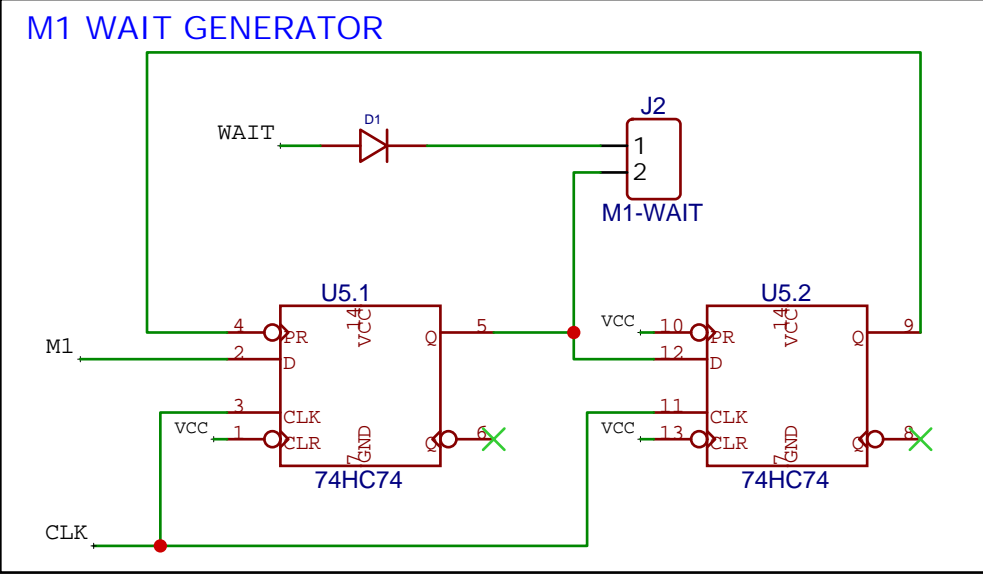 M1 WAIT GENERATOR
J2
D1
WAIT
1
2
M1-WAIT
U5.1
U5.2
4
PR
14
VCC
Q
5
VCC
10
PR
14
VCC
Q
9
M1
2
D
12
D
3
CLK
11
CLK
VCC
1
CLR
7
GND
Q
6
VCC
13
CLR
7
GND
Q
8
74HC74
74HC74
CLK